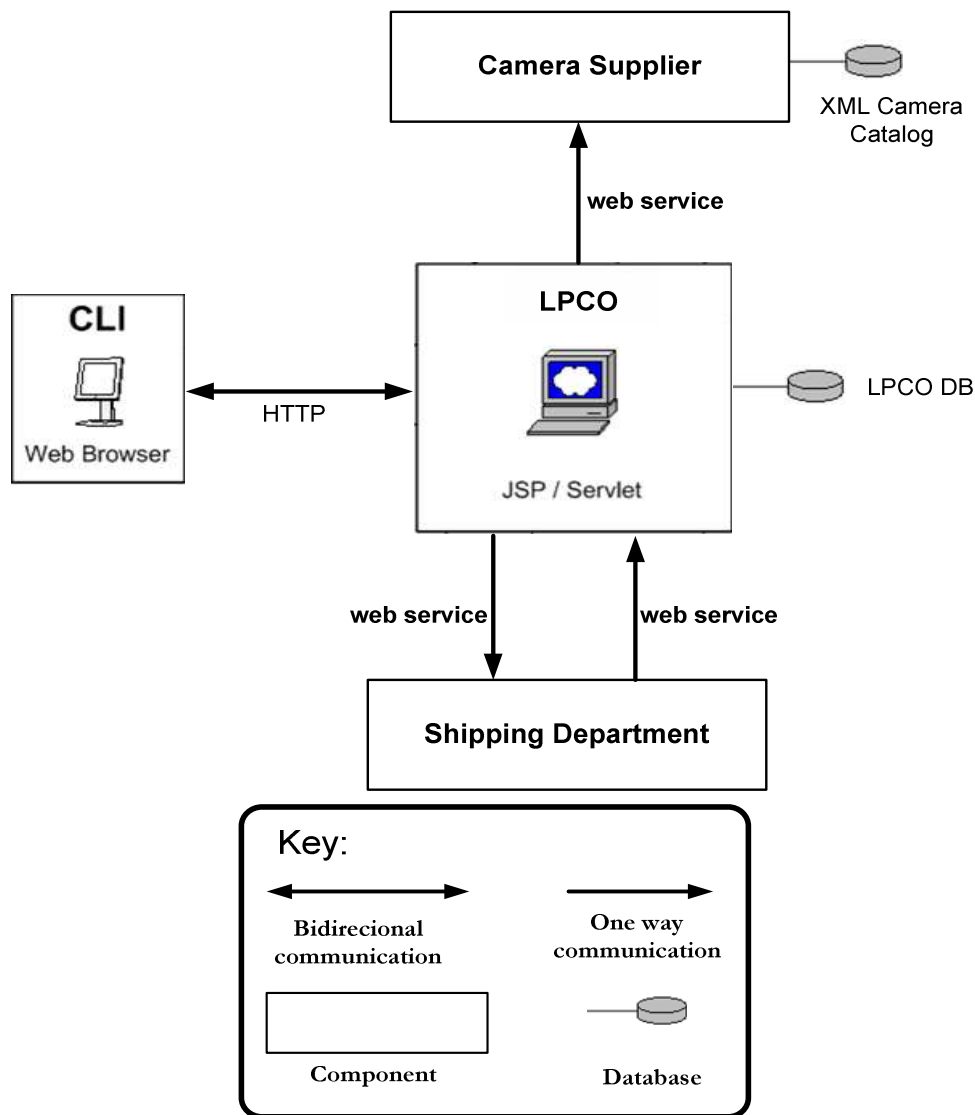 Camera Supplier
XML Camera
Catalog
web service
LPCO
CLI
HTTP
Web Browser
LPCO DB
JSP / Servlet
web service
web service
Shipping Department
Key:
Bidirecional
communication
One way
communication
Component
Database